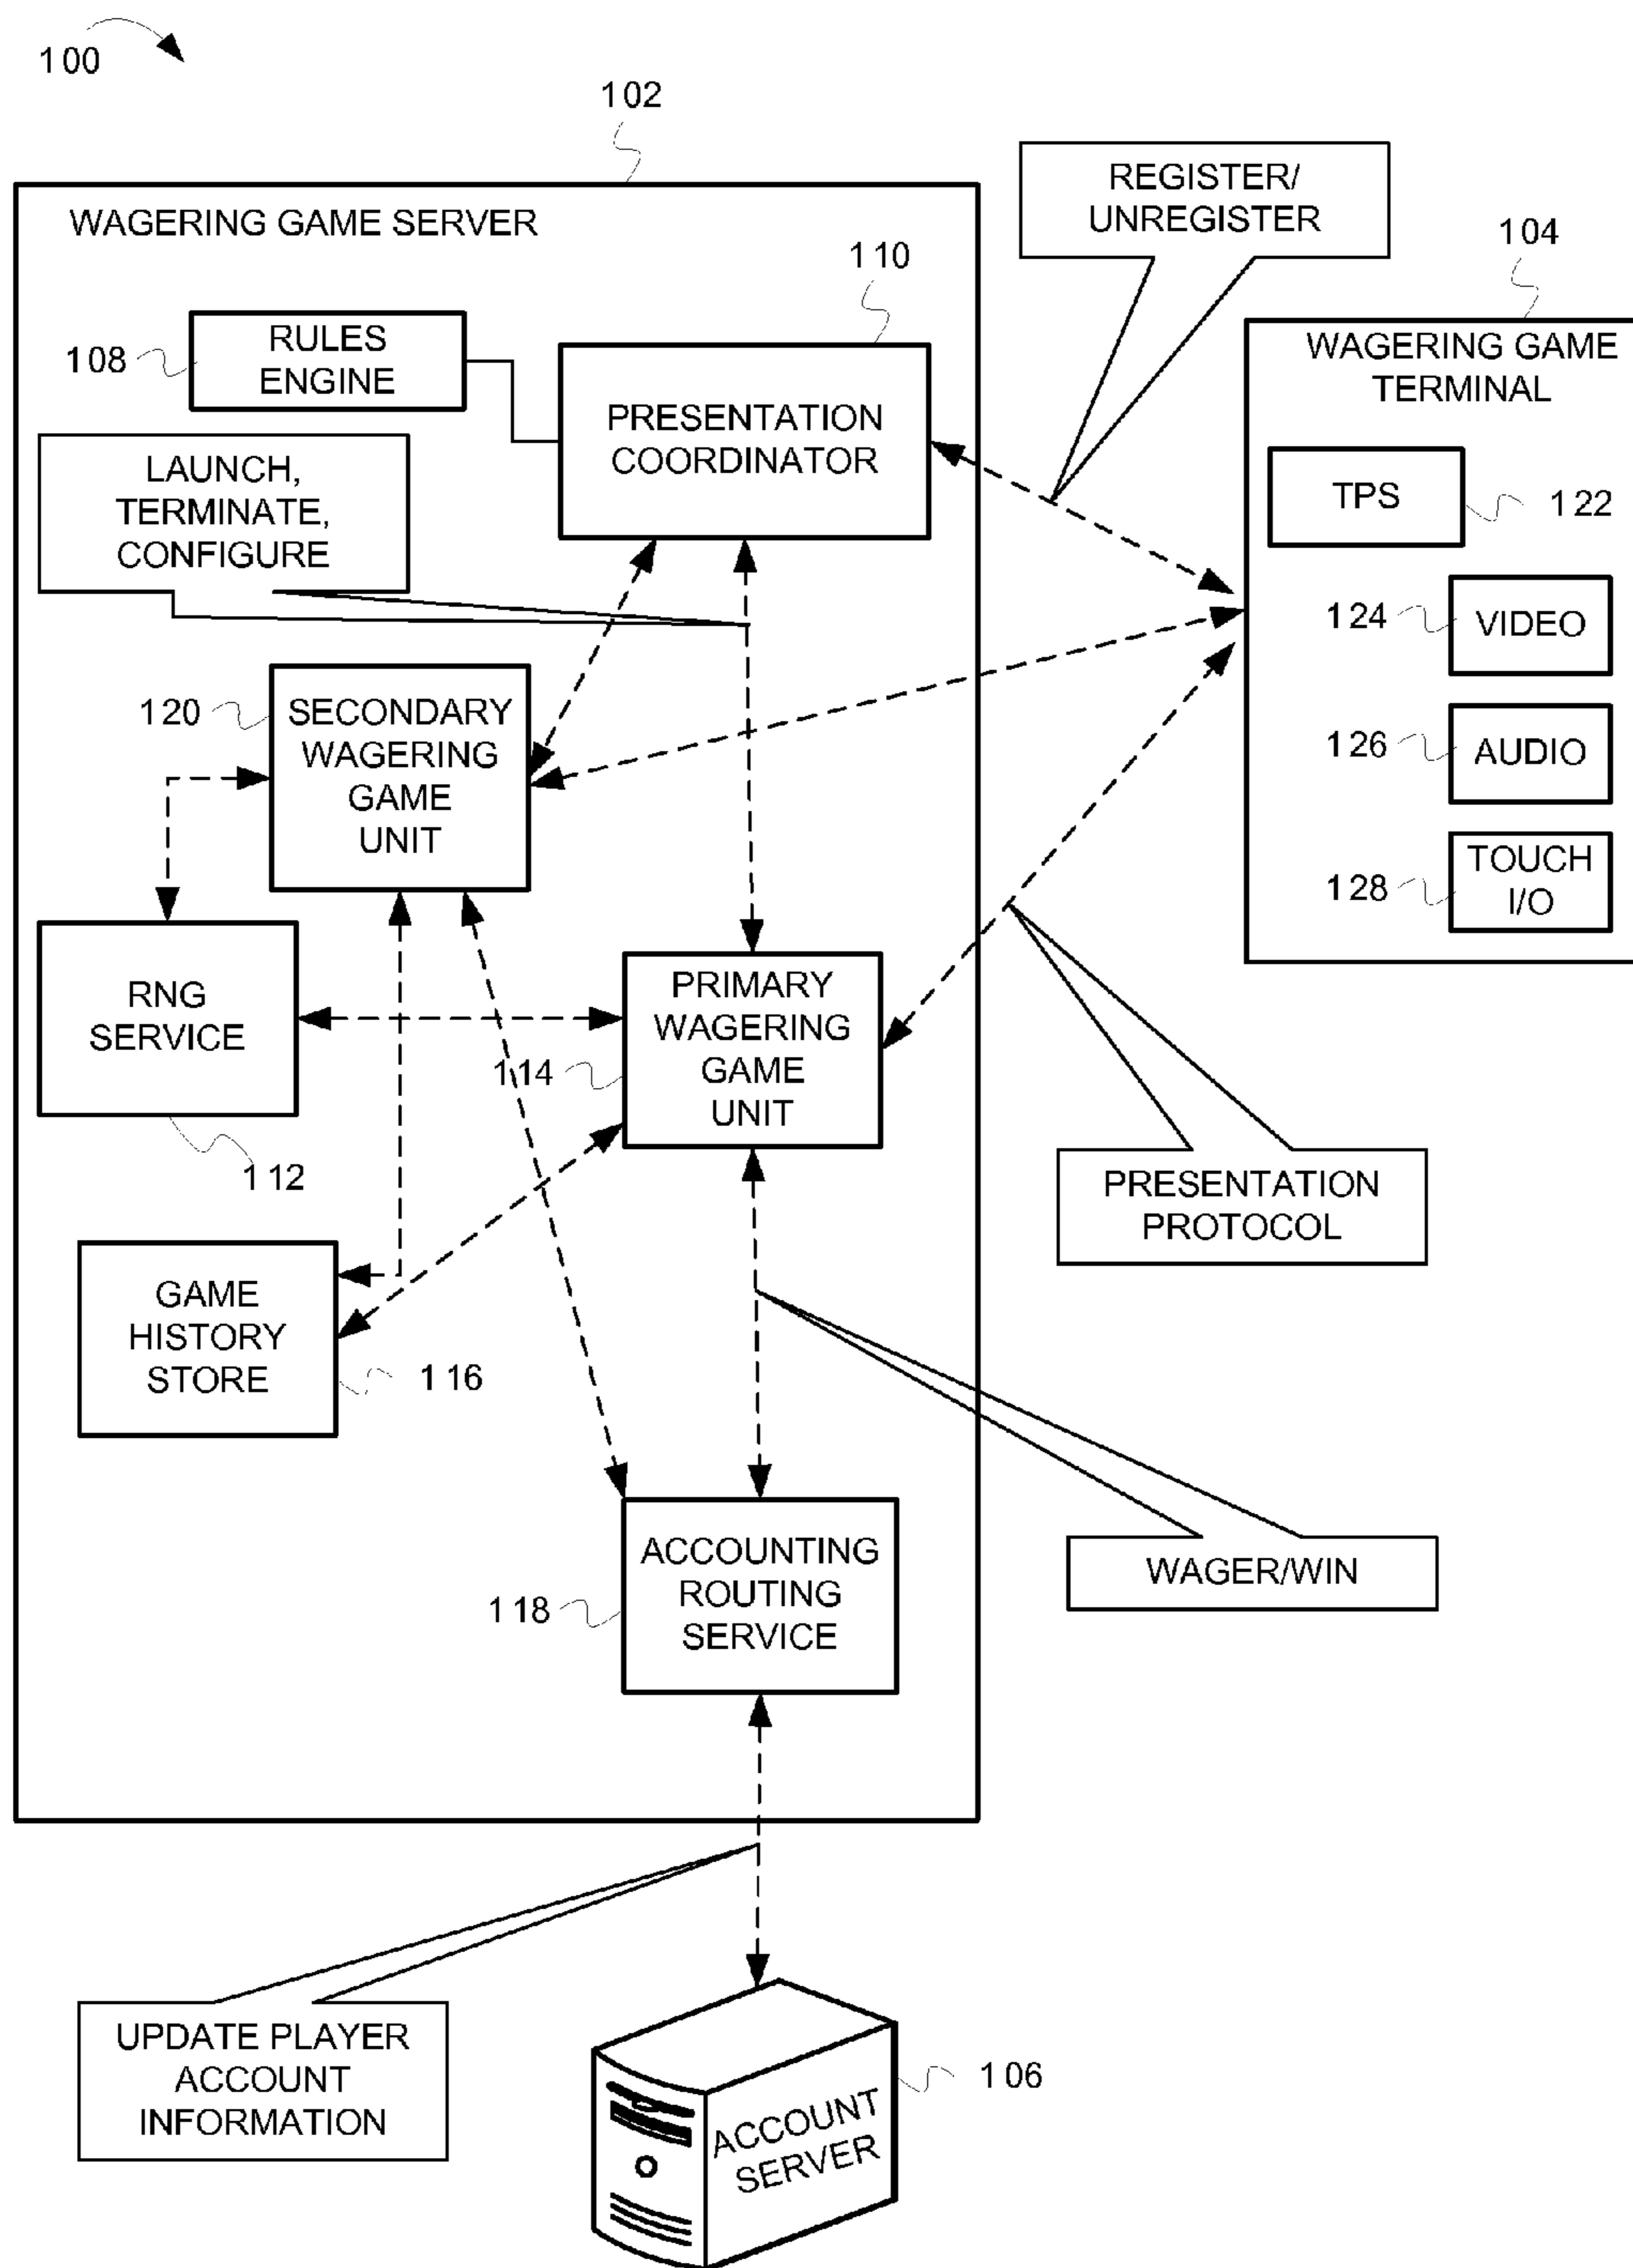 100
102
WAGERING GAME SERVER
REGISTER/
UNREGISTER
104
WAGERING GAME
TERMINAL
110
108
RULES
ENGINE
PRESENTATION
COORDINATOR
LAUNCH,
TERMINATE,
CONFIGURE
TPS
122
124
VIDEO
126
AUDIO
128
TOUCH
I/O
120
SECONDARY
WAGERING
GAME
UNIT
RNG
SERVICE
112
114
PRIMARY
WAGERING
GAME
UNIT
PRESENTATION
PROTOCOL
GAME
HISTORY
STORE
116
WAGER/WIN
118
ACCOUNTING
ROUTING
SERVICE
UPDATE PLAYER
ACCOUNT
INFORMATION
106
ACCOUNT
SERVER